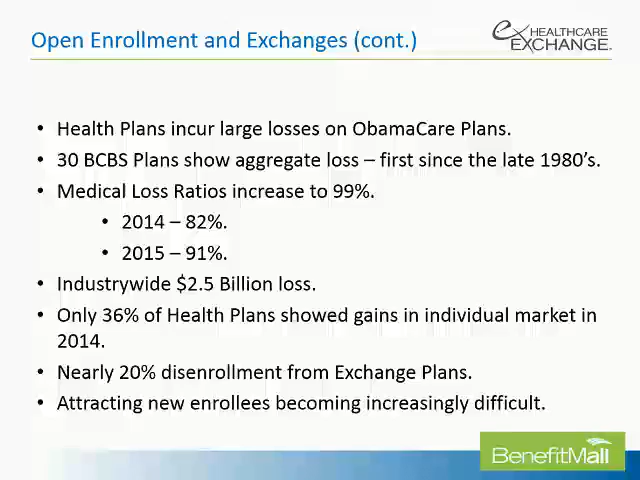 Open Enrollment and Exchanges (cont.)
ex HEALTHCARE
EXCHANGE.
• Health Plans incur large losses on ObamaCare Plans.
• 30 BCBS Plans show aggregate loss – first since the late 1980's.
• Medical Loss Ratios increase to 99%.
• 2014 – 82%.
• 2015 – 91%.
• Industrywide $2.5 Billion loss.
• Only 36% of Health Plans showed gains in individual market in
2014.
• Nearly 20% disenrollment from Exchange Plans.
• Attracting new enrollees becoming increasingly difficult.
BenefitMall